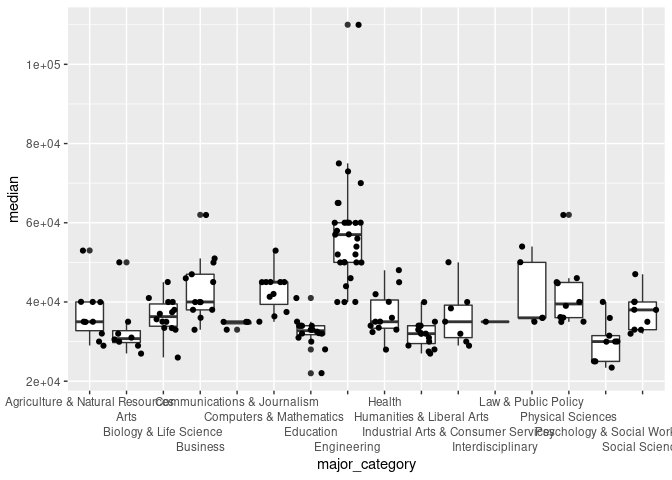 median
1e+05
8e+04
6e+04
4e+04
2e+04
Agriculture & Natural Resources Communications & Journalism Health Law & Public Policy
Arts Computers & Mathematics Humanities & Liberal Arts Physical Sciences
Biology & Life Science Education Industrial Arts & Consumer Services Psychology & Social Work
Business Engineering Interdisciplinary Social Scienc
major_category